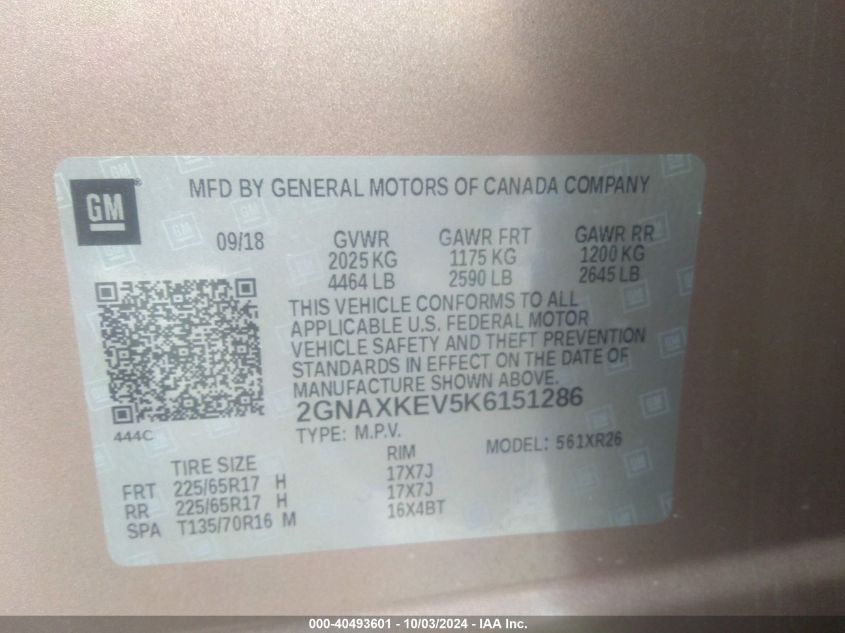 GM
MFD BY GENERAL MOTORS OF CANADA COMPANY
09/18 GVWR GAWR FRT GAWR RR
2025 KG 1175 KG 1200 KG
4464 LB 2590 LB 2645 LB
THIS VEHICLE CONFORMS TO ALL
APPLICABLE U.S. FEDERAL MOTOR
VEHICLE SAFETY AND THEFT PREVENTION
STANDARDS IN EFFECT ON THE DATE OF
MANUFACTURE SHOWN ABOVE.
2GNAXKEV5K6151286
444C
TYPE: M.P.V. MODEL: 561XR26
TIRE SIZE RIM
FRT 225/65R17 H 17X7J
RR 225/65R17 H 17X7J
SPA T135/70R16 M 16X4BT
000-40493601 - 10/03/2024 - IAA Inc.